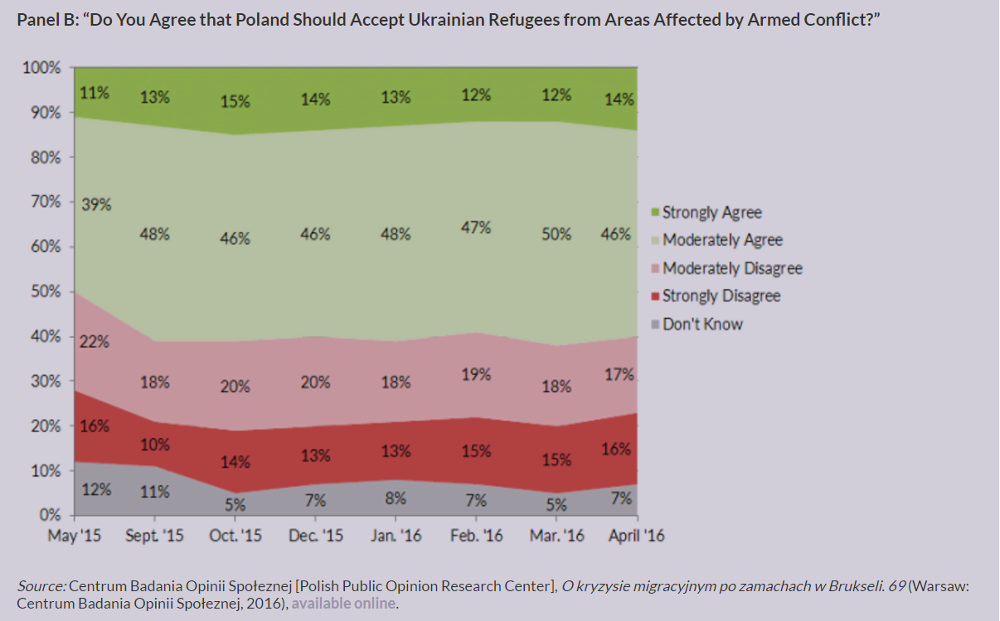 Panel B: “Do You Agree that Poland Should Accept Ukrainian Refugees from Areas Affected by Armed Conflict?”
100%
90%
80%
70%
60%
50%
40%
30%
20%
10%
0%
11% 13% 15% 14% 13% 12% 12% 14%
39% 48% 46% 46% 48% 47% 50% 46%
22% 18% 20% 20% 18% 19% 18% 17%
16% 10% 14% 13% 13% 15% 15% 16%
12% 11% 5% 7% 8% 7% 5% 7%
May '15 Sept. '15 Oct. '15 Dec. '15 Jan. '16 Feb. '16 Mar. '16 April '16
Strongly Agree
Moderately Agree
Moderately Disagree
Strongly Disagree
Don't Know
Source: Centrum Badania Opinii Społeznej [Polish Public Opinion Research Center], O kryzysie migracyjnym po zamachach w Brukseli. 69 (Warsaw:
Centrum Badania Opinii Społeznej, 2016), available online.